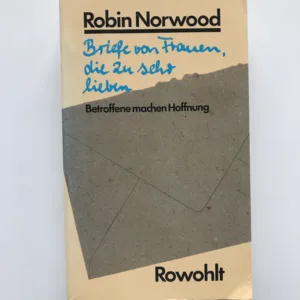 Robin Norwood
Briefe von Frauen,
die zu sehr
lieben
Betroffene machen Hoffnung
Rowohlt